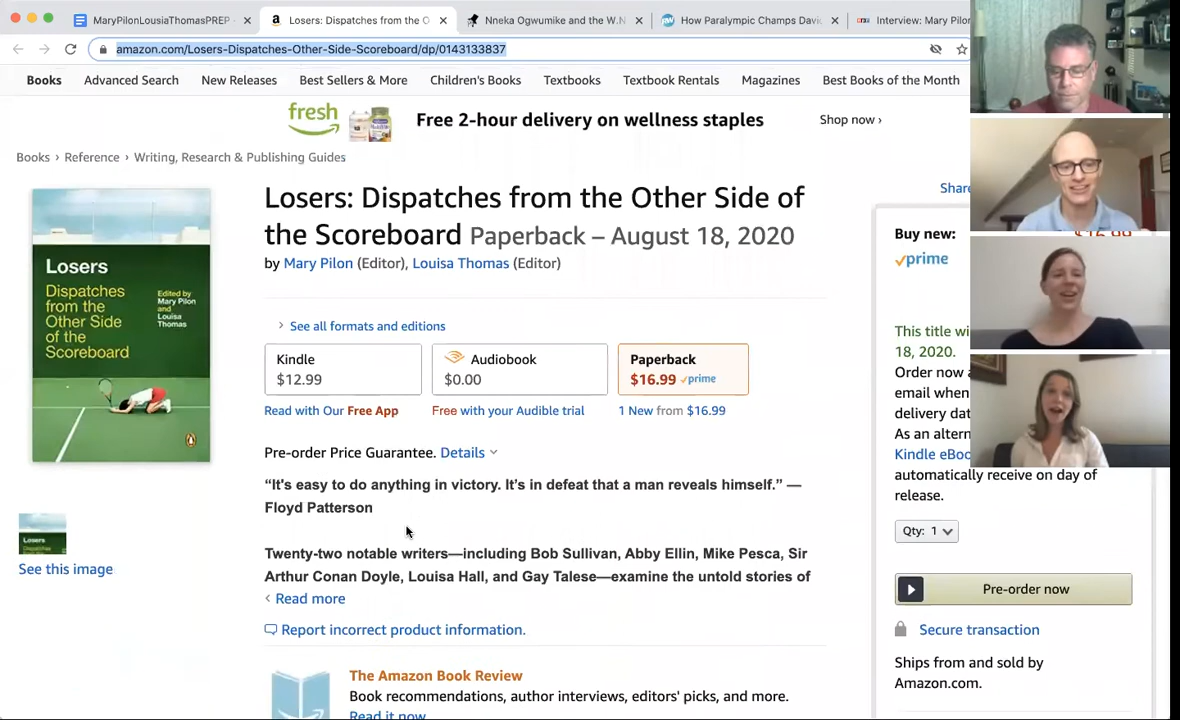 MaryPilonLousiaThomasPREP
Losers: Dispatches from the O
Nneka Ogwumike and the W.N
How Paralympic Champs Davi
Interview: Mary Pilon
amazon.com/Losers-Dispatches-Other-Side-Scoreboard/dp/0143133837
Books Advanced Search New Releases Best Sellers & More Children's Books Textbooks Textbook Rentals Magazines Best Books of the Month
fresh
Free 2-hour delivery on wellness staples
Shop now ›
Books › Reference › Writing, Research & Publishing Guides
Losers: Dispatches from the Other Side of
the Scoreboard Paperback – August 18, 2020
by Mary Pilon (Editor), Louisa Thomas (Editor)
› See all formats and editions
Kindle
$12.99
Read with Our Free App
Audiobook
$0.00
Free with your Audible trial
Paperback
$16.99 prime
1 New from $16.99
Pre-order Price Guarantee. Details
“It's easy to do anything in victory. It’s in defeat that a man reveals himself.” —
Floyd Patterson
Twenty-two notable writers—including Bob Sullivan, Abby Ellin, Mike Pesca, Sir
Arthur Conan Doyle, Louisa Hall, and Gay Talese—examine the untold stories of
‹ Read more
Report incorrect product information.
The Amazon Book Review
Book recommendations, author interviews, editors' picks, and more.
Read it now
Losers
Dispatches
from the
Other Side
of the
Scoreboard
Edited by
Mary Pilon
and
Louisa
Thomas
Losers
See this image
Share
Buy new:
$16.99
prime
This title wi
18, 2020.
Order now a
email when
delivery dat
As an altern
Kindle eBoo
automatically receive on day of
release.
Qty: 1
Pre-order now
Secure transaction
Ships from and sold by
Amazon.com.